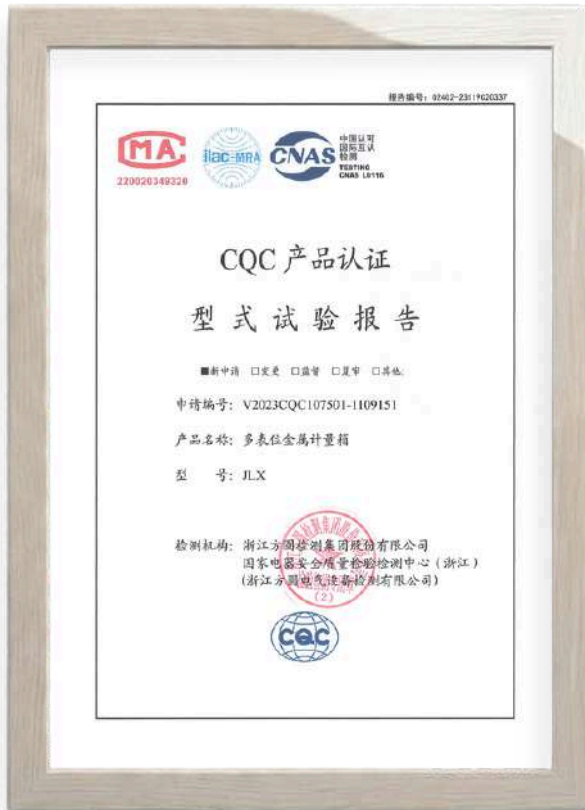 报告编号：02402-23119620337
MA
220020349320
ilac-MRA
CNAS
中国认可
国际互认
检测
TESTING
CNAS L0116
CQC 产品认证
型式试验报告
■新申请 □变更 □监督 □复审 □其他:
申请编号：V2023CQC107501-1109151
产品名称：多表位金属计量箱
型 号：JLX
检测机构：浙江方圆检测集团股份有限公司
国家电器安全质量检验检测中心（浙江）
(浙江方圆电气设备检测有限公司)
(2)
CQC